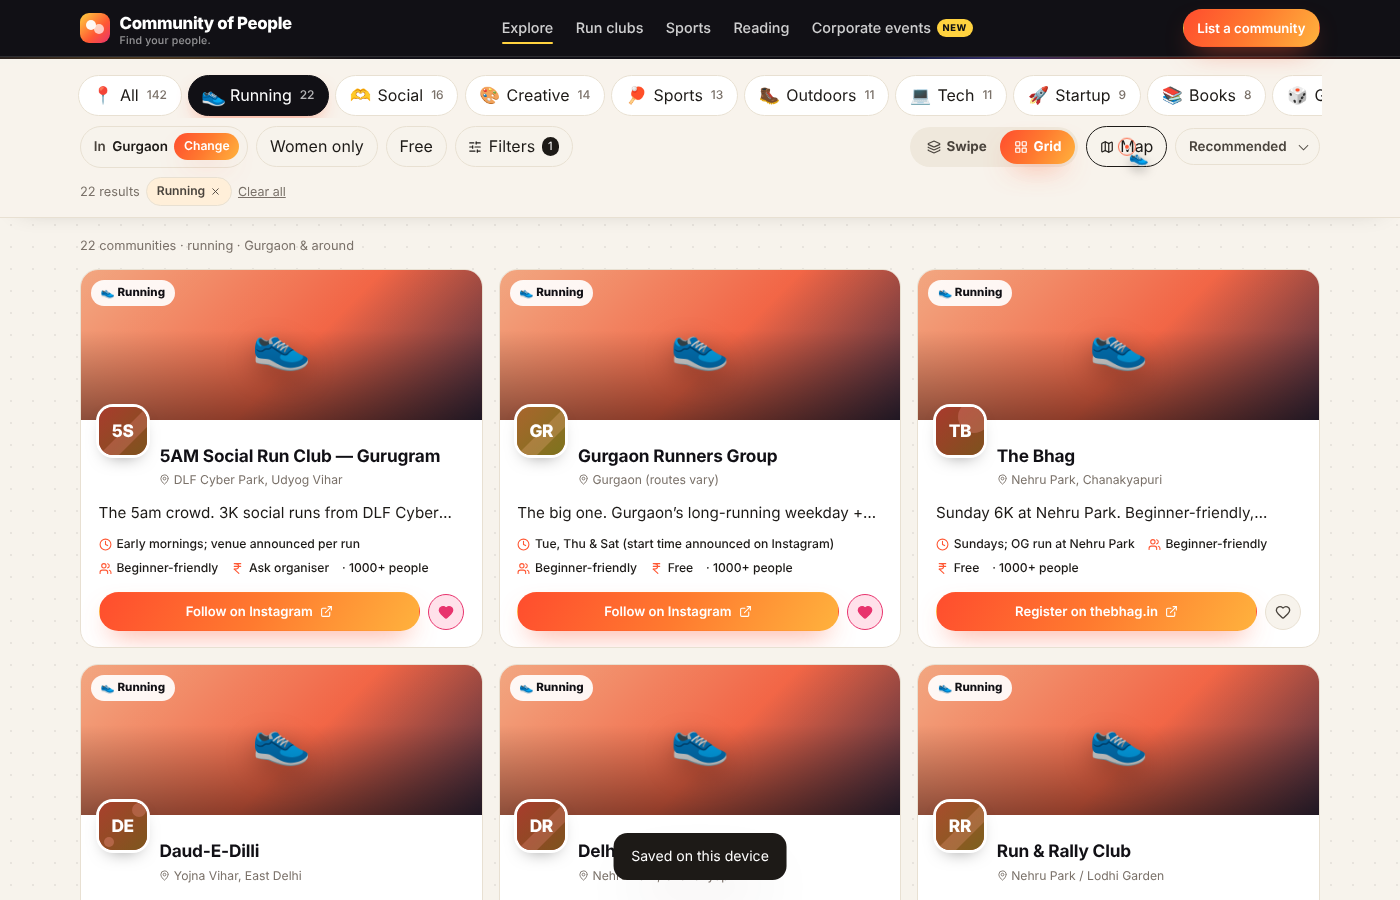 Community of People
Find your people.
Explore
Run clubs
Sports
Reading
Corporate events NEW
List a community
All 142
Running 22
Social 16
Creative 14
Sports 13
Outdoors 11
Tech 11
Startup 9
Books 8
In Gurgaon Change
Women only
Free
Filters 1
Swipe
Grid
Map
Recommended
22 results
Running ×
Clear all
22 communities · running · Gurgaon & around
Running
5S
5AM Social Run Club — Gurugram
DLF Cyber Park, Udyog Vihar
The 5am crowd. 3K social runs from DLF Cyber…
Early mornings; venue announced per run
Beginner-friendly ₹ Ask organiser · 1000+ people
Follow on Instagram
Running
GR
Gurgaon Runners Group
Gurgaon (routes vary)
The big one. Gurgaon’s long-running weekday +…
Tue, Thu & Sat (start time announced on Instagram)
Beginner-friendly ₹ Free · 1000+ people
Follow on Instagram
Running
TB
The Bhag
Nehru Park, Chanakyapuri
Sunday 6K at Nehru Park. Beginner-friendly,…
Sundays; OG run at Nehru Park Beginner-friendly
₹ Free · 1000+ people
Register on thebhag.in
Running
DE
Daud-E-Dilli
Yojna Vihar, East Delhi
Running
DR
Running
RR
Run & Rally Club
Nehru Park / Lodhi Garden
Saved on this device